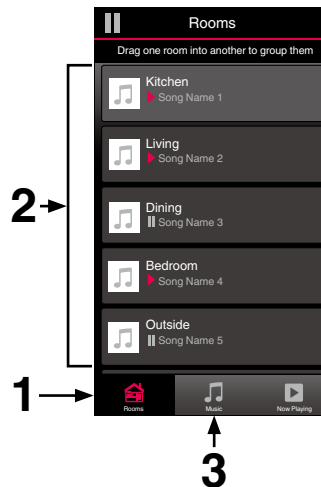 Rooms
Drag one room into another to group them
Kitchen
Song Name 1
Living
Song Name 2
2
Dining
Song Name 3
Bedroom
Song Name 4
Outside
Song Name 5
1
Rooms Music Now Playing
3